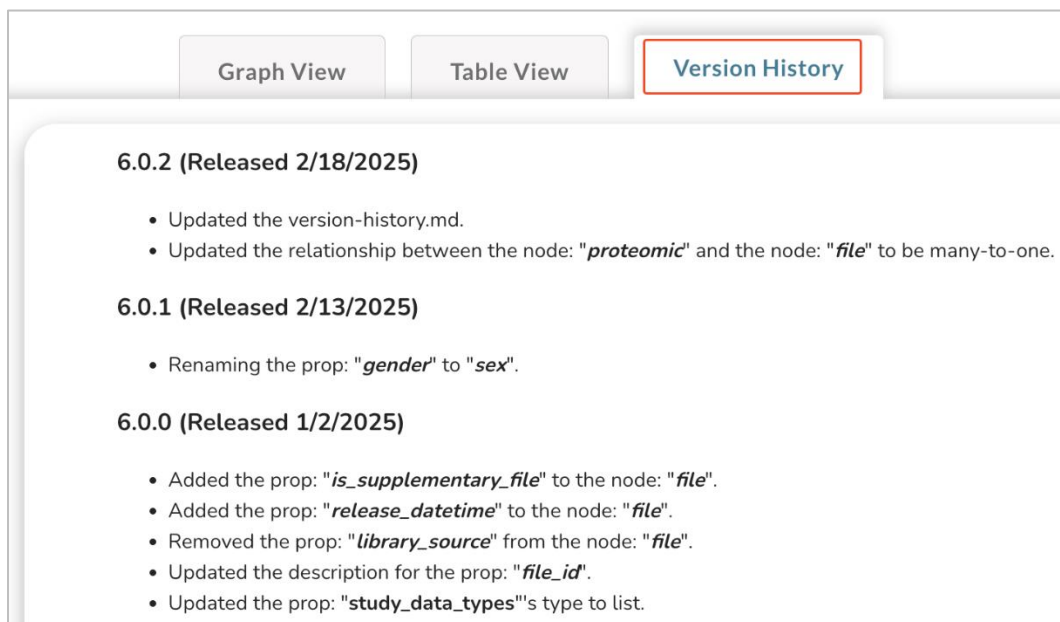 Graph View
Table View
Version History
6.0.2 (Released 2/18/2025)
• Updated the version-history.md.
• Updated the relationship between the node: "proteomic" and the node: "file" to be many-to-one.
6.0.1 (Released 2/13/2025)
• Renaming the prop: "gender" to "sex".
6.0.0 (Released 1/2/2025)
• Added the prop: "is_supplementary_file" to the node: "file".
• Added the prop: "release_datetime" to the node: "file".
• Removed the prop: "library_source" from the node: "file".
• Updated the description for the prop: "file_id".
• Updated the prop: "study_data_types"'s type to list.